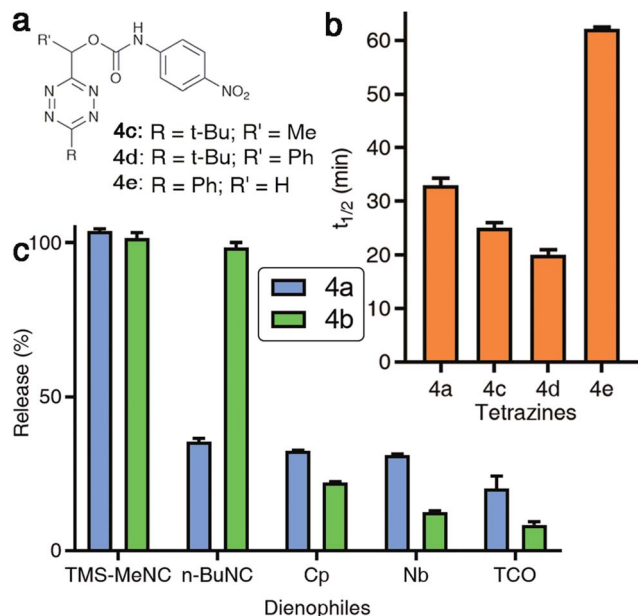 a
R'
O
H
N
O
NO₂
N
N
N
N
R
4c: R = t-Bu; R' = Me
4d: R = t-Bu; R' = Ph
4e: R = Ph; R' = H
b
60
50
40
30
20
10
0
t1/2 (min)
4a
4c
4d
4e
Tetrazines
c
100
50
0
Release (%)
4a
4b
TMS-MeNC
n-BuNC
Cp
Nb
TCO
Dienophiles